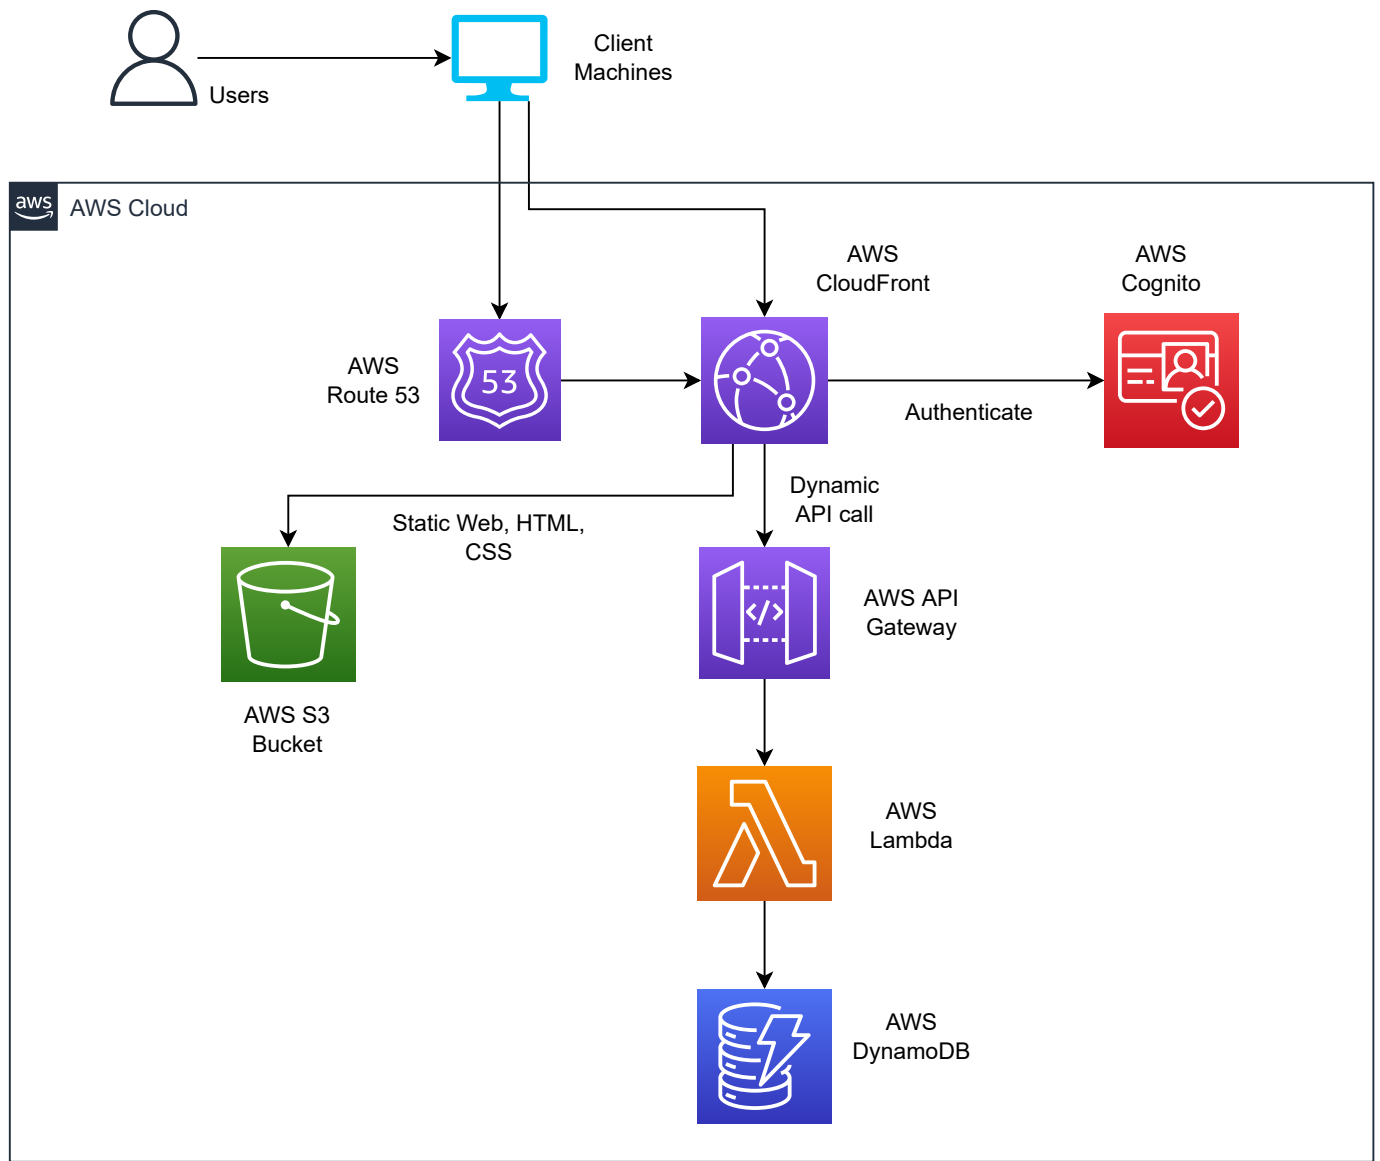 Client
Machines
Users
aws
AWS Cloud
AWS
CloudFront
AWS
Cognito
AWS
Route 53
53
Authenticate
Dynamic
API call
Static Web, HTML,
CSS
</>
AWS API
Gateway
AWS S3
Bucket
AWS
Lambda
AWS
DynamoDB